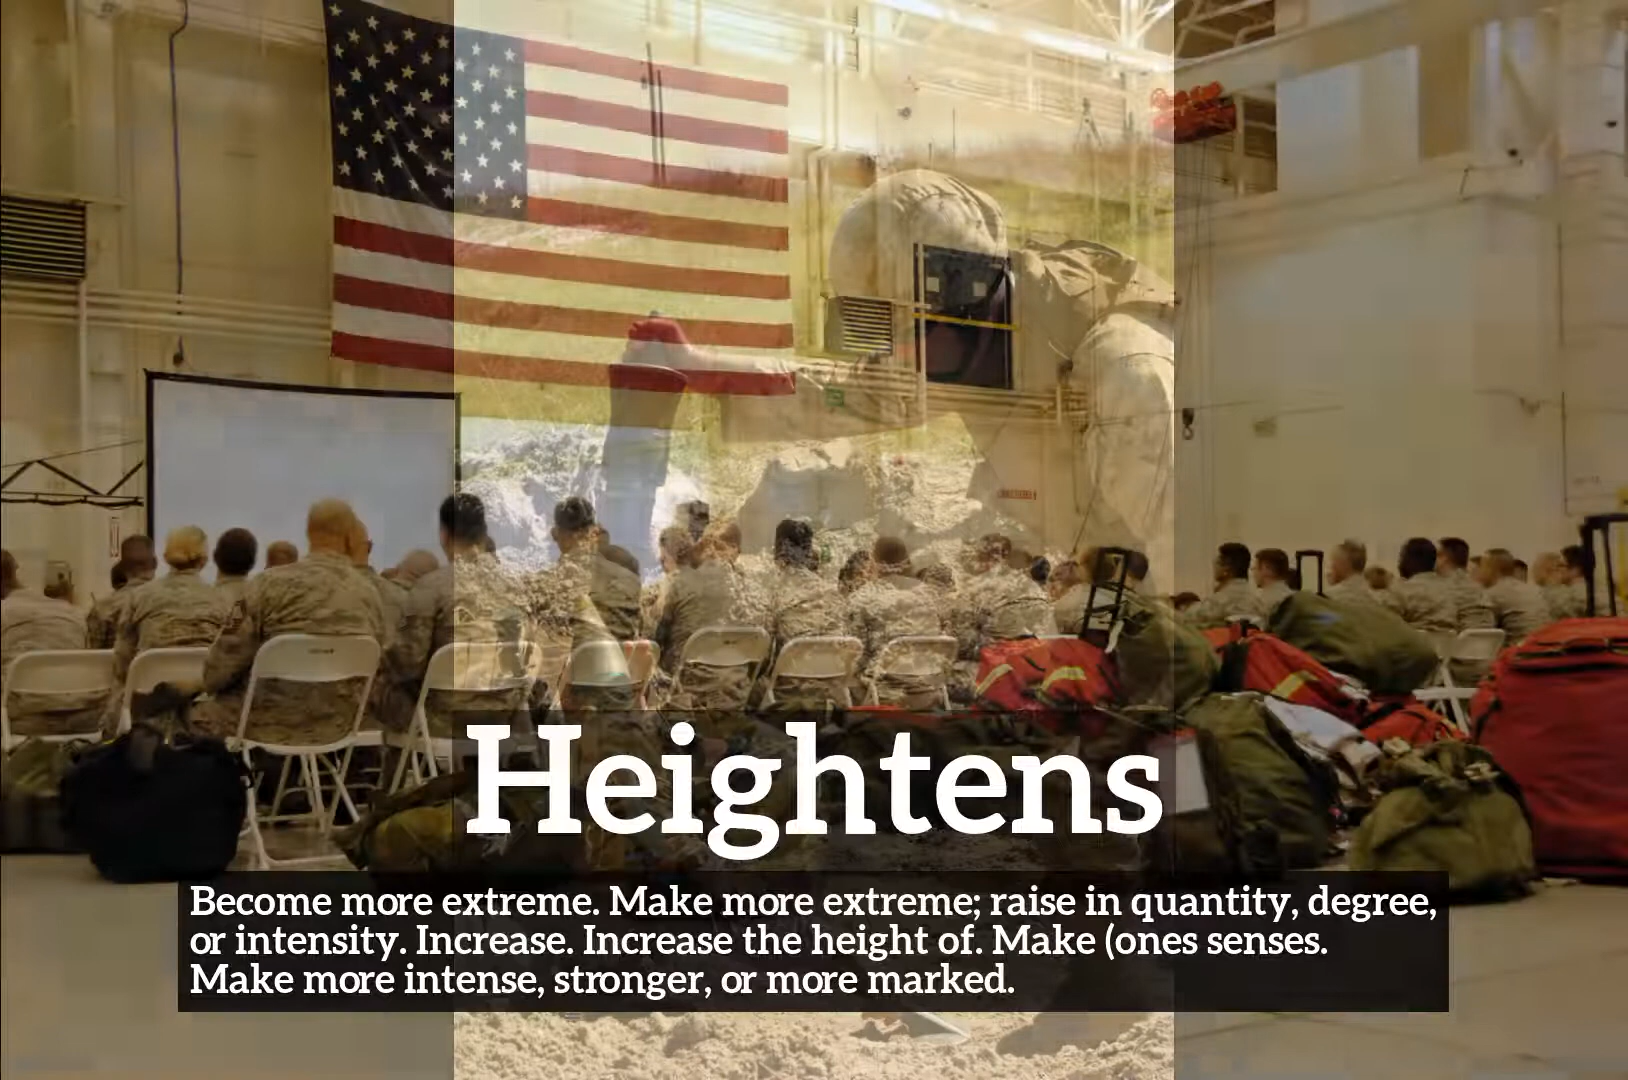 Heightens
Become more extreme. Make more extreme; raise in quantity, degree,
or intensity. Increase. Increase the height of. Make (ones senses.
Make more intense, stronger, or more marked.